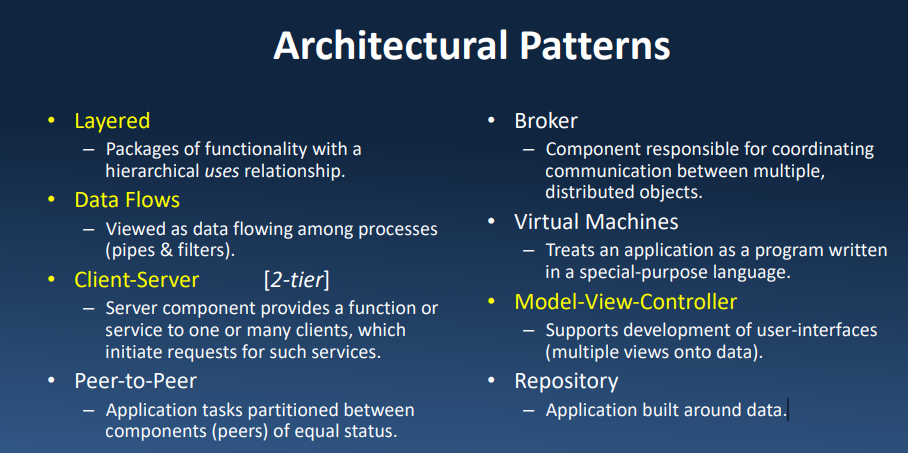 Architectural Patterns
• Layered
– Packages of functionality with a
hierarchical uses relationship.
• Data Flows
– Viewed as data flowing among processes
(pipes & filters).
• Client-Server [2-tier]
– Server component provides a function or
service to one or many clients, which
initiate requests for such services.
• Peer-to-Peer
– Application tasks partitioned between
components (peers) of equal status.
• Broker
– Component responsible for coordinating
communication between multiple,
distributed objects.
• Virtual Machines
– Treats an application as a program written
in a special-purpose language.
• Model-View-Controller
– Supports development of user-interfaces
(multiple views onto data).
• Repository
– Application built around data.